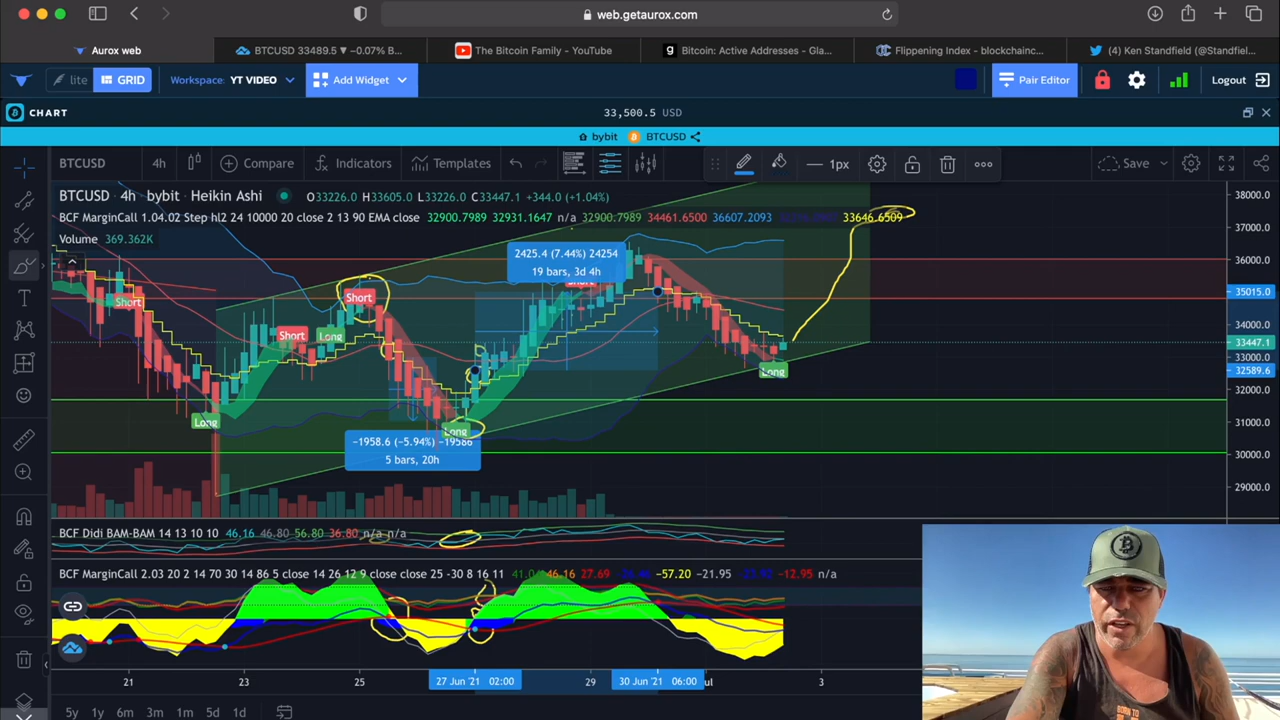 web.getaurox.com
Aurox web
BTCUSD 33489.5 ▼ −0.07% B...
The Bitcoin Family - YouTube
Bitcoin: Active Addresses - Gla...
Flippening Index - blockchainc...
(4) Ken Standfield (@Standfiel...
lite GRID Workspace: YT VIDEO Add Widget Pair Editor Logout
CHART 33,500.5 USD
bybit BTCUSD
BTCUSD 4h Compare Indicators Templates 1px Save
BTCUSD · 4h · bybit · Heikin Ashi O33226.0 H33605.0 L33226.0 C33447.1 +344.0 (+1.04%)
BCF MarginCall 1.04.02 Step hl2 24 10000 20 close 2 13 90 EMA close 32900.7989 32931.1647 n/a 32900.7989 34461.6500 36607.2093 33646.6509
Volume 369.362K
38000.0
37000.0
36000.0
35015.0
34000.0
33447.1
33000.0
32589.6
32000.0
31000.0
30000.0
29000.0
2425.4 (7.44%) 24254
19 bars, 3d 4h
Short
Short
Short
Long
Short
Long
Long
Long
−1958.6 (−5.94%) −19586
5 bars, 20h
BCF Didi BAM-BAM 14 13 10 10 46.16 46.80 56.80 36.80 n/a n/a
BCF MarginCall 2.03 20 2 14 70 30 14 86 5 close 14 26 12 9 close close 25 -30 8 16 11 46.16 27.69 −57.20 −21.95 −12.95 n/a
21 23 25 27 Jun '21 02:00 29 30 Jun '21 06:00 ul 3
5y 1y 6m 3m 1m 5d 1d
BORN TO